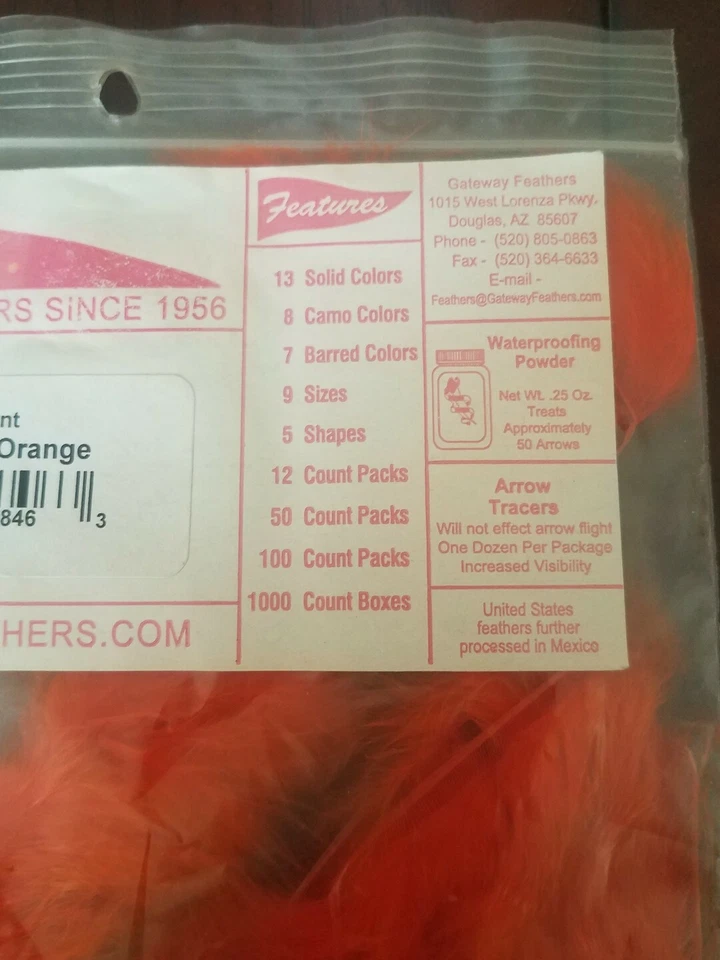 RS SINCE 1956
nt
Orange
846
3
HERS.COM
Features
13 Solid Colors
8 Camo Colors
7 Barred Colors
9 Sizes
5 Shapes
12 Count Packs
50 Count Packs
100 Count Packs
1000 Count Boxes
Gateway Feathers
1015 West Lorenza Pkwy.
Douglas, AZ 85607
Phone - (520) 805-0863
Fax - (520) 364-6633
E-mail -
Feathers@GatewayFeathers.com
Waterproofing
Powder
Net Wt. .25 Oz.
Treats
Approximately
50 Arrows
Arrow
Tracers
Will not effect arrow flight
One Dozen Per Package
Increased Visibility
United States
feathers further
processed in Mexico